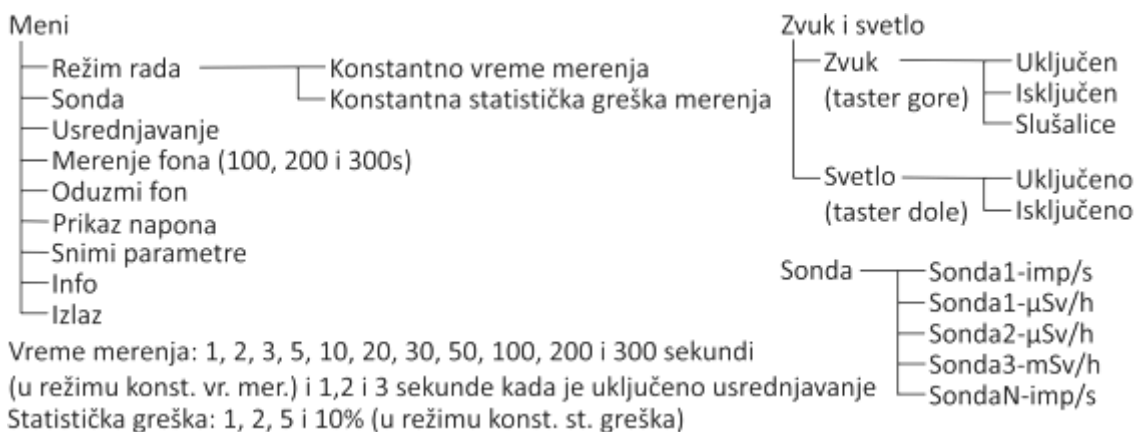 Meni
Režim rada
Konstantno vreme merenja
Konstantna statistička greška merenja
Sonda
Usrednjavanje
Merenje fona (100, 200 i 300s)
Oduzmi fon
Prikaz napona
Snimi parametre
Info
Izlaz
Zvuk i svetlo
Zvuk
(taster gore)
Uključen
Isključen
Slušalice
Svetlo
(taster dole)
Uključeno
Isključeno
Sonda
Sonda1-imp/s
Sonda1-µSv/h
Sonda2-µSv/h
Sonda3-mSv/h
SondaN-imp/s
Vreme merenja: 1, 2, 3, 5, 10, 20, 30, 50, 100, 200 i 300 sekundi
(u režimu konst. vr. mer.) i 1,2 i 3 sekunde kada je uključeno usrednjavanje
Statistička greška: 1, 2, 5 i 10% (u režimu konst. st. greška)